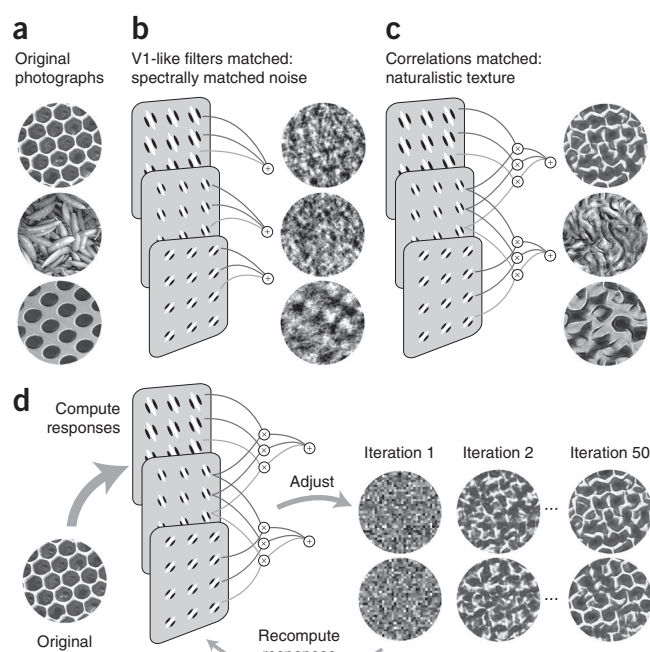 a
Original
photographs
b
V1-like filters matched:
spectrally matched noise
c
Correlations matched:
naturalistic texture
d
Compute
responses
Original
Adjust
Iteration 1
Iteration 2
Iteration 50
...
...
Recompute
responses